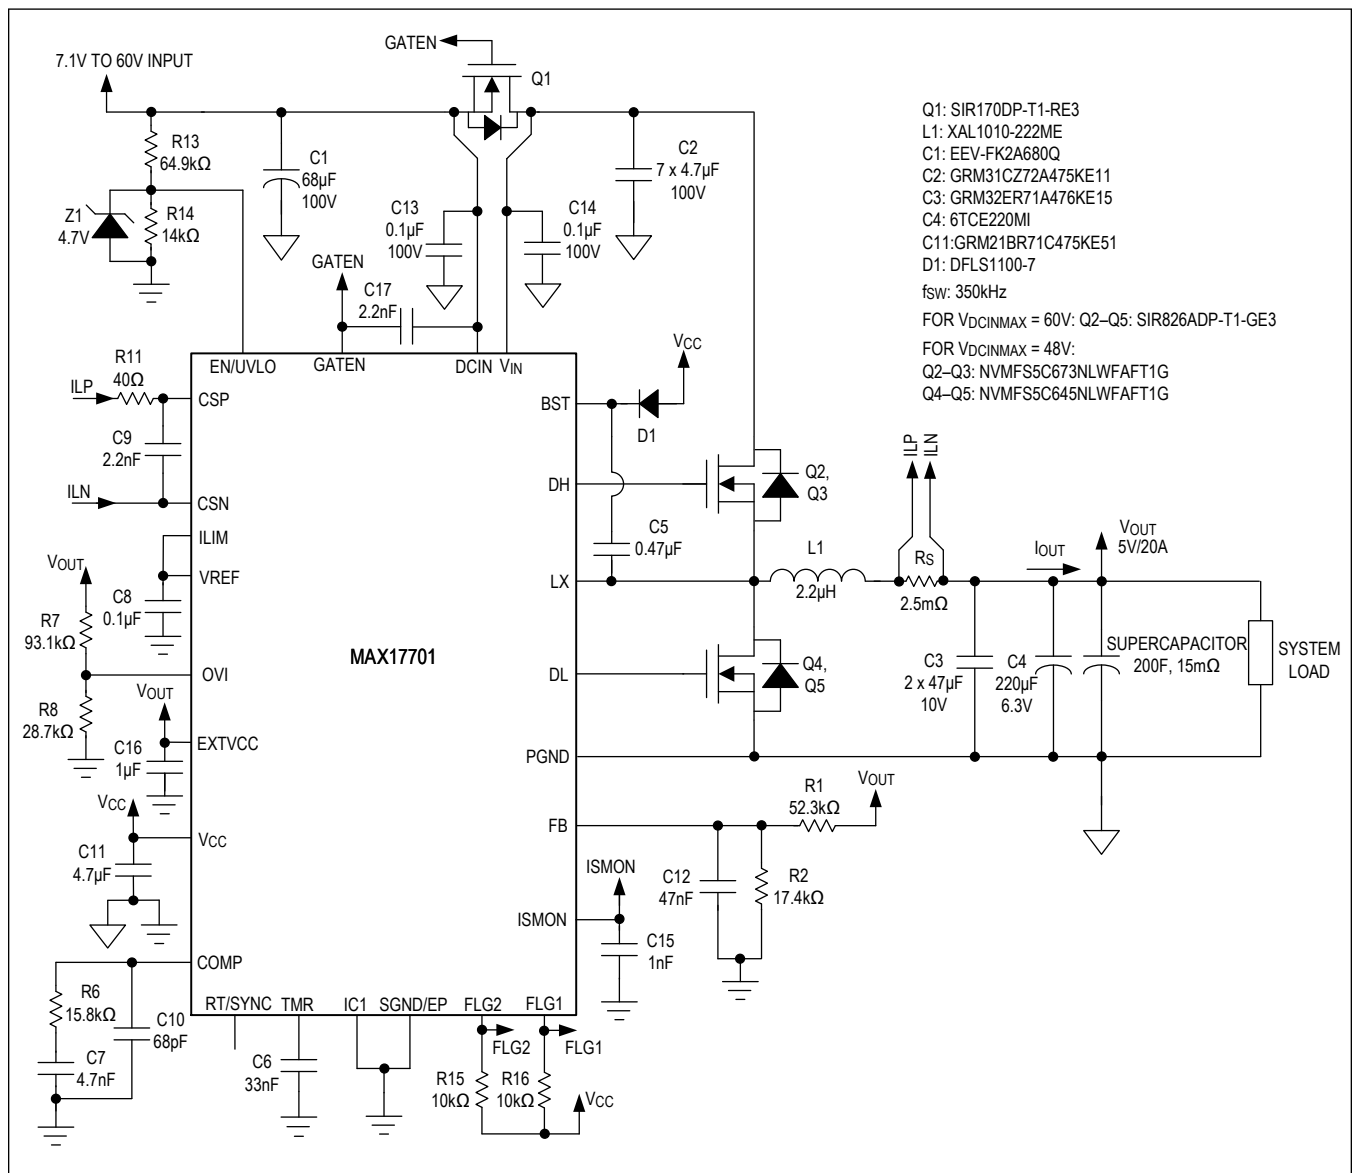 GATEN
7.1V TO 60V INPUT
Q1
Q1: SIR170DP-T1-RE3
L1: XAL1010-222ME
C1: EEV-FK2A680Q
C2: GRM31CZ72A475KE11
C3: GRM32ER71A476KE15
C4: 6TCE220MI
C11:GRM21BR71C475KE51
D1: DFLS1100-7
fSW: 350kHz
FOR VDCINMAX = 60V: Q2–Q5: SIR826ADP-T1-GE3
FOR VDCINMAX = 48V:
Q2–Q3: NVMFS5C673NLWFAFT1G
Q4–Q5: NVMFS5C645NLWFAFT1G
R13
64.9kΩ
C1
68µF
100V
C2
7 x 4.7µF
100V
Z1
4.7V
R14
14kΩ
C13
0.1µF
100V
C14
0.1µF
100V
GATEN
C17
2.2nF
EN/UVLO
GATEN
DCIN
VIN
VCC
R11
40Ω
ILP
CSP
BST
D1
C9
2.2nF
ILN
CSN
DH
Q2,
Q3
ILP
ILN
ILIM
VREF
C8
0.1µF
C5
0.47µF
LX
L1
2.2µH
RS
2.5mΩ
IOUT
VOUT
5V/20A
VOUT
R7
93.1kΩ
OVI
R8
28.7kΩ
MAX17701
DL
Q4,
Q5
C3
2 x 47µF
10V
C4
220µF
6.3V
SUPERCAPACITOR
200F, 15mΩ
SYSTEM
LOAD
VOUT
EXTVCC
C16
1µF
PGND
VCC
VCC
C11
4.7µF
FB
R1
52.3kΩ
VOUT
C12
47nF
R2
17.4kΩ
ISMON
ISMON
C15
1nF
COMP
R6
15.8kΩ
C10
68pF
C7
4.7nF
RT/SYNC
TMR
IC1
SGND/EP
FLG2
FLG1
C6
33nF
FLG2
FLG1
R15
10kΩ
R16
10kΩ
VCC